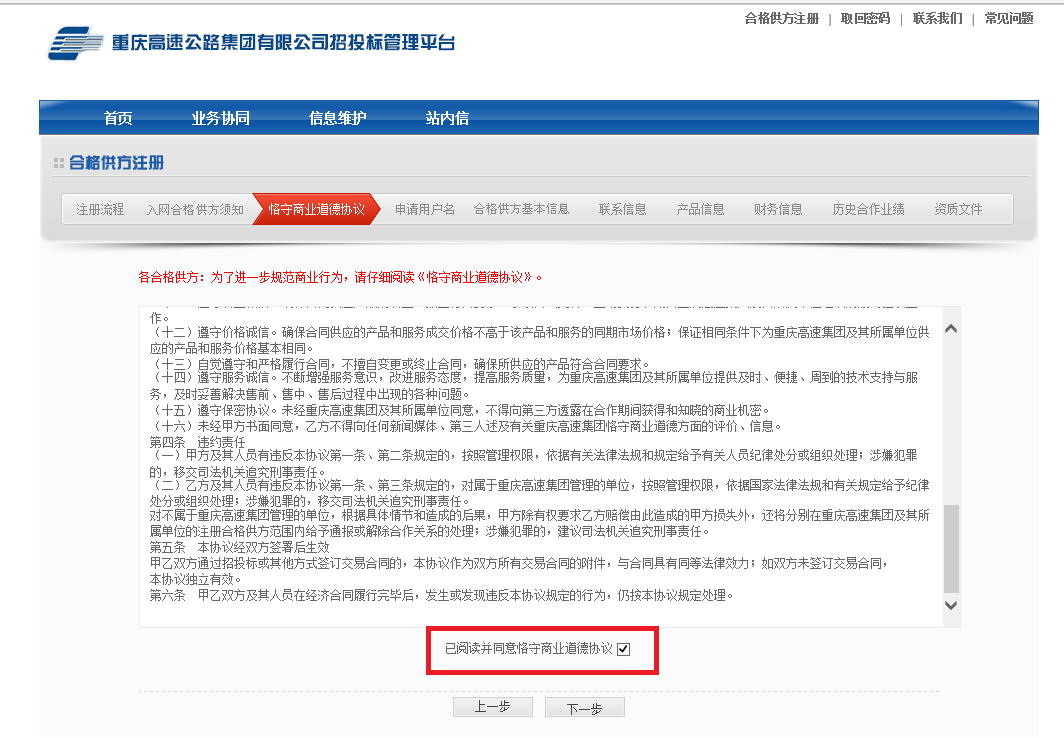 合格供方注册 | 取回密码 | 联系我们 | 常见问题
重庆高速公路集团有限公司招投标管理平台
首页 业务协同 信息维护 站内信
合格供方注册
注册流程 入网合格供方须知 恪守商业道德协议 申请用户名 合格供方基本信息 联系信息 产品信息 财务信息 历史合作业绩 资质文件
各合格供方：为了进一步规范商业行为，请仔细阅读《恪守商业道德协议》。
作。
（十二）遵守价格诚信。确保合同供应的产品和服务成交价格不高于该产品和服务的同期市场价格；保证相同条件下为重庆高速集团及其所属单位供
应的产品和服务价格基本相同。
（十三）自觉遵守和严格履行合同，不擅自变更或终止合同，确保所供应的产品符合合同要求。
（十四）遵守服务诚信。不断增强服务意识，改进服务态度，提高服务质量，为重庆高速集团及其所属单位提供及时、便捷、周到的技术支持与服
务，及时妥善解决售前、售中、售后过程中出现的各种问题。
（十五）遵守保密协议。未经重庆高速集团及其所属单位同意，不得向第三方透露在合作期间获得和知晓的商业机密。
（十六）未经甲方书面同意，乙方不得向任何新闻媒体、第三人述及有关重庆高速集团恪守商业道德方面的评价、信息。
第四条 违约责任
（一）甲方及其人员有违反本协议第一条、第二条规定的，按照管理权限，依据有关法律法规和规定给予有关人员纪律处分或组织处理；涉嫌犯罪
的，移交司法机关追究刑事责任。
（二）乙方及其人员有违反本协议第一条、第三条规定的，对属于重庆高速集团管理的单位，按照管理权限，依据国家法律法规和有关规定给予纪律
处分或组织处理；涉嫌犯罪的，移交司法机关追究刑事责任。
对不属于重庆高速集团管理的单位，根据具体情节和造成的后果，甲方除有权要求乙方赔偿由此造成的甲方损失外，还将分别在重庆高速集团及其所
属单位的注册合格供方范围内给予通报或解除合作关系的处理；涉嫌犯罪的，建议司法机关追究刑事责任。
第五条 本协议经双方签署后生效
甲乙双方通过招投标或其他方式签订交易合同的，本协议作为双方所有交易合同的附件，与合同具有同等法律效力；如双方未签订交易合同，
本协议独立有效。
第六条 甲乙双方及其人员在经济合同履行完毕后，发生或发现违反本协议规定的行为，仍按本协议规定处理。
已阅读并同意恪守商业道德协议
上一步 下一步